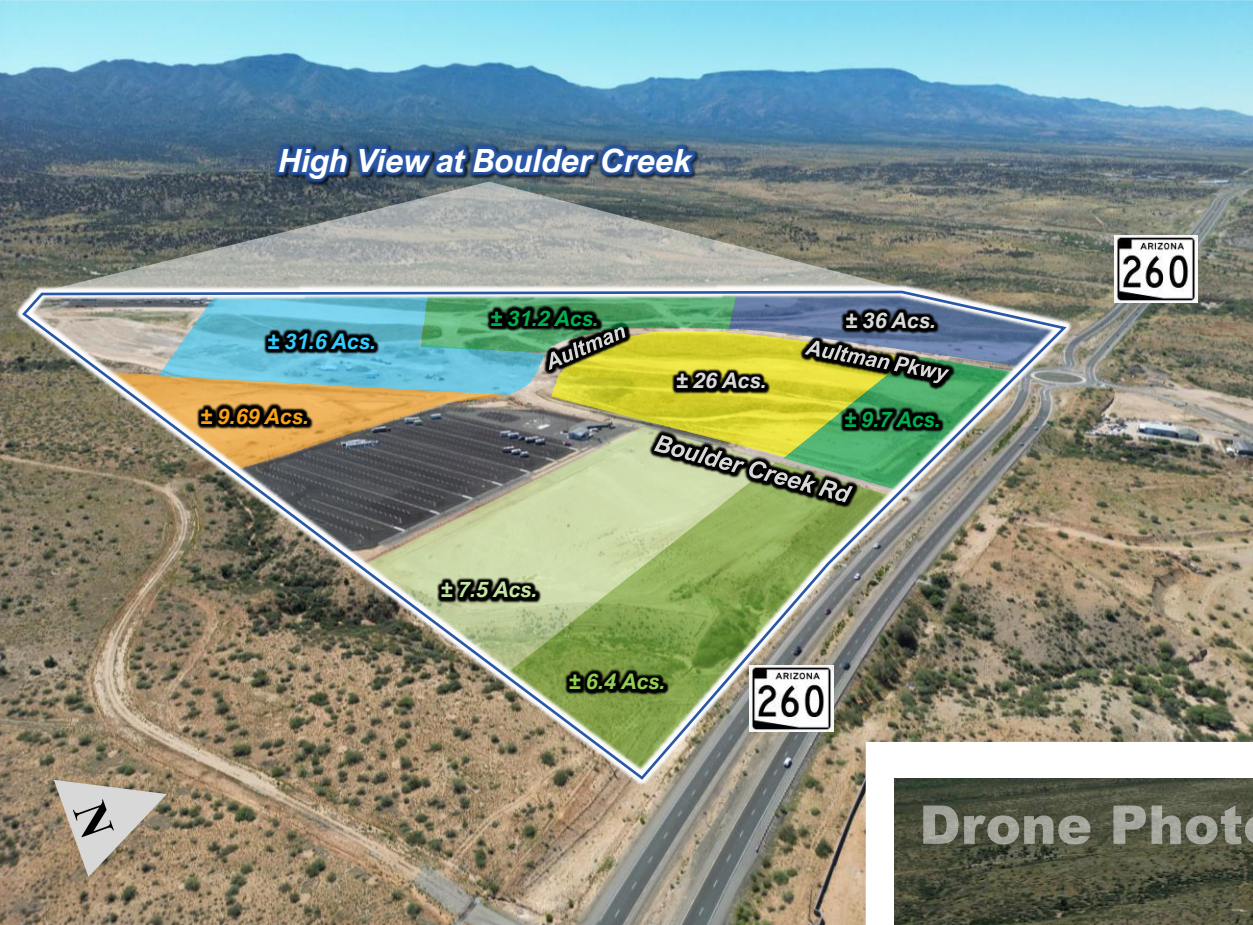 High View at Boulder Creek
ARIZONA
260
± 31.2 Acs.
± 36 Acs.
± 31.6 Acs.
Aultman
Aultman Pkwy
± 26 Acs.
± 9.69 Acs.
± 9.7 Acs.
Boulder Creek Rd
± 7.5 Acs.
± 6.4 Acs.
ARIZONA
260
N
Drone Photo